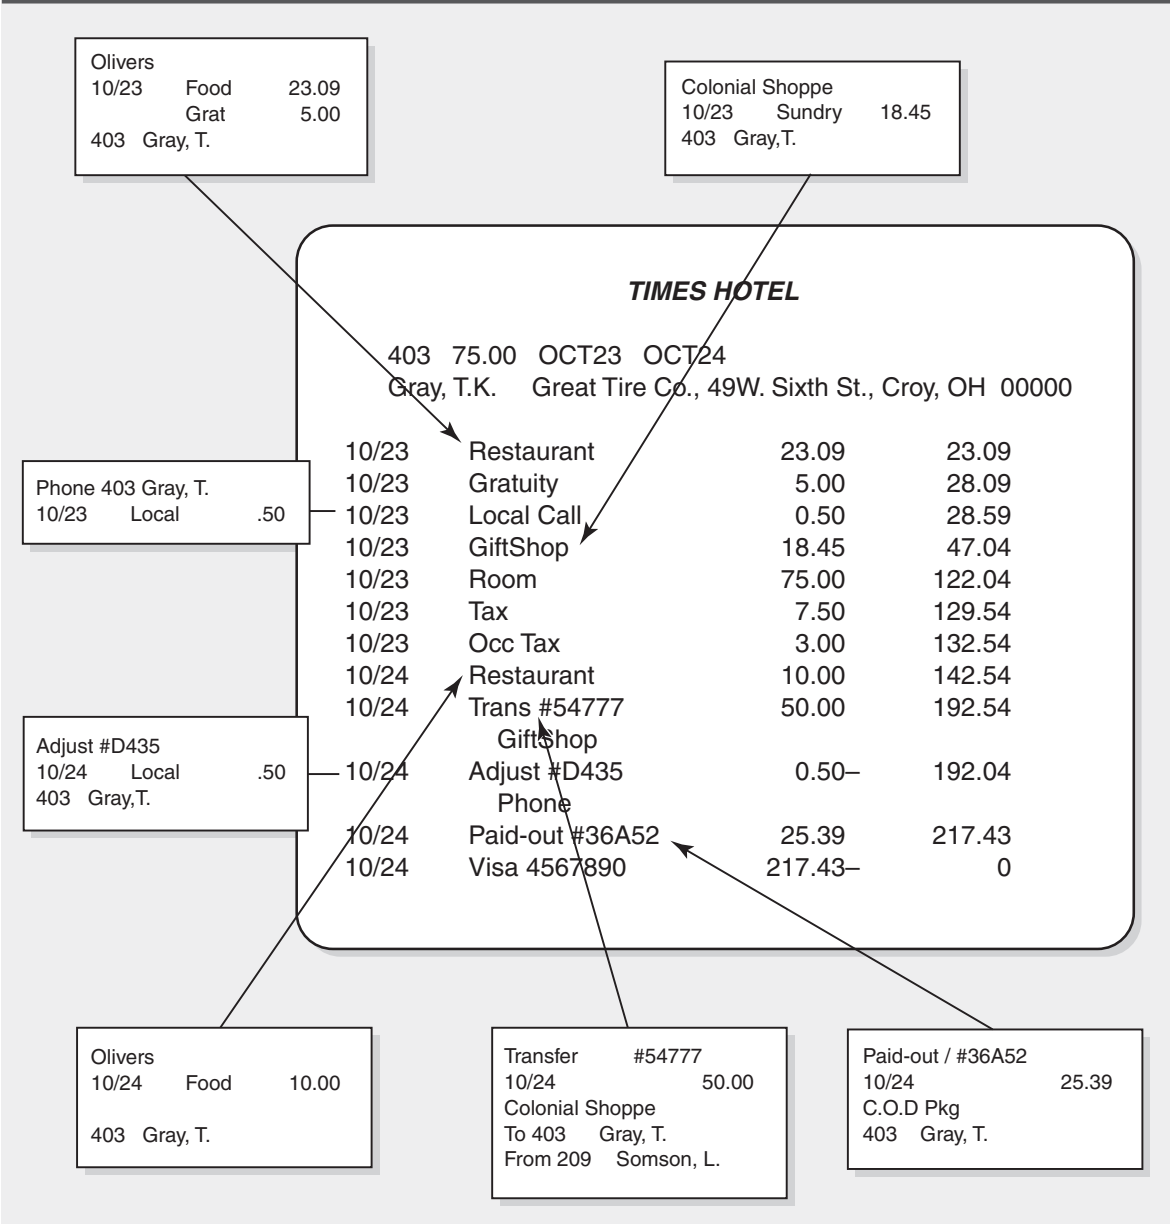 Olivers
10/23 Food 23.09
Grat 5.00
403 Gray, T.
Colonial Shoppe
10/23 Sundry 18.45
403 Gray,T.
TIMES HOTEL
403 75.00 OCT23 OCT24
Gray, T.K. Great Tire Co., 49W. Sixth St., Croy, OH 00000
10/23 Restaurant 23.09 23.09
10/23 Gratuity 5.00 28.09
10/23 Local Call 0.50 28.59
10/23 GiftShop 18.45 47.04
10/23 Room 75.00 122.04
10/23 Tax 7.50 129.54
10/23 Occ Tax 3.00 132.54
10/24 Restaurant 10.00 142.54
10/24 Trans #54777 50.00 192.54
GiftShop
10/24 Adjust #D435 0.50– 192.04
Phone
10/24 Paid-out #36A52 25.39 217.43
10/24 Visa 4567890 217.43– 0
Phone 403 Gray, T.
10/23 Local .50
Adjust #D435
10/24 Local .50
403 Gray,T.
Olivers
10/24 Food 10.00
403 Gray, T.
Transfer #54777
10/24 50.00
Colonial Shoppe
To 403 Gray, T.
From 209 Somson, L.
Paid-out / #36A52
10/24 25.39
C.O.D Pkg
403 Gray, T.